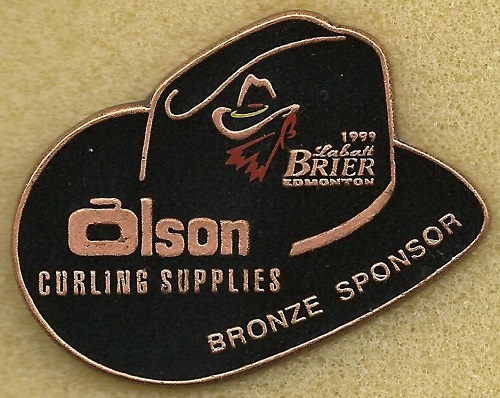 1999
Labatt
BRIER
EDMONTON
Olson
CURLING SUPPLIES
BRONZE SPONSOR